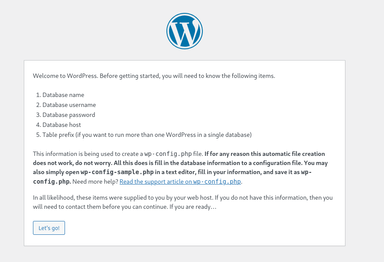 Welcome to WordPress. Before getting started, you will need to know the following items.
1. Database name
2. Database username
3. Database password
4. Database host
5. Table prefix (if you want to run more than one WordPress in a single database)
This information is being used to create a wp-config.php file. If for any reason this automatic file creation
does not work, do not worry. All this does is fill in the database information to a configuration file. You may
also simply open wp-config-sample.php in a text editor, fill in your information, and save it as wp-
config.php. Need more help? Read the support article on wp-config.php.
In all likelihood, these items were supplied to you by your web host. If you do not have this information, then you
will need to contact them before you can continue. If you are ready…
Let's go!